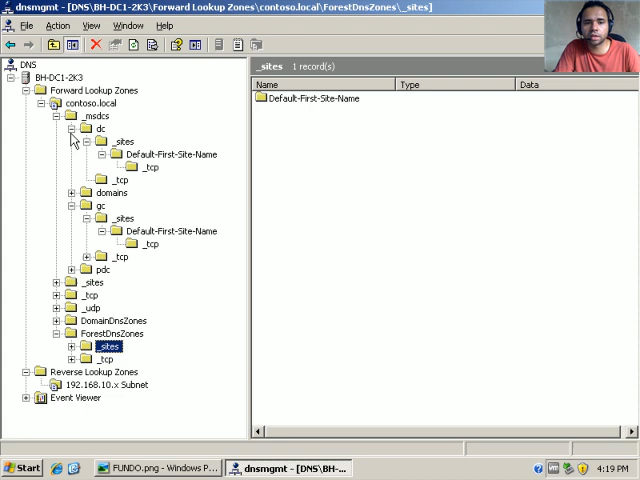 dnsmgmt - [DNS\BH-DC1-2K3\Forward Lookup Zones\contoso.local\ForestDnsZones\_sites]
File Action View Window Help
DNS
BH-DC1-2K3
Forward Lookup Zones
contoso.local
_msdcs
dc
_sites
Default-First-Site-Name
_tcp
_tcp
domains
gc
_sites
Default-First-Site-Name
_tcp
_tcp
pdc
_sites
_tcp
_udp
DomainDnsZones
ForestDnsZones
_sites
_tcp
Reverse Lookup Zones
192.168.10.x Subnet
Event Viewer
_sites 1 record(s)
Name Type Data
Default-First-Site-Name
Start FUNDO.png - Windows P... dnsmgmt - [DNS\BH-... 4:19 PM